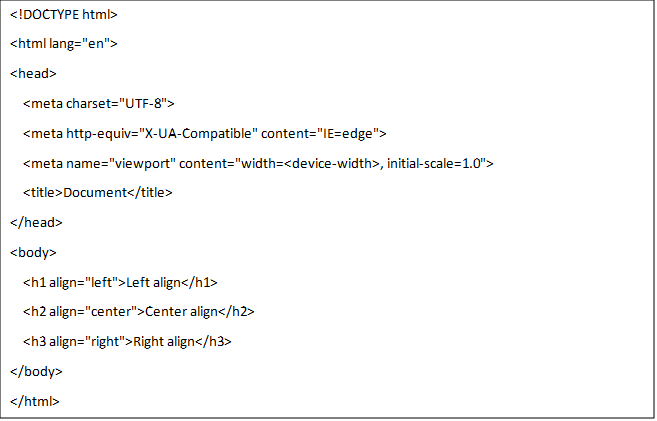 <!DOCTYPE html>
<html lang="en">
<head>
<meta charset="UTF-8">
<meta http-equiv="X-UA-Compatible" content="IE=edge">
<meta name="viewport" content="width=<device-width>, initial-scale=1.0">
<title>Document</title>
</head>
<body>
<h1 align="left">Left align</h1>
<h2 align="center">Center align</h2>
<h3 align="right">Right align</h3>
</body>
</html>